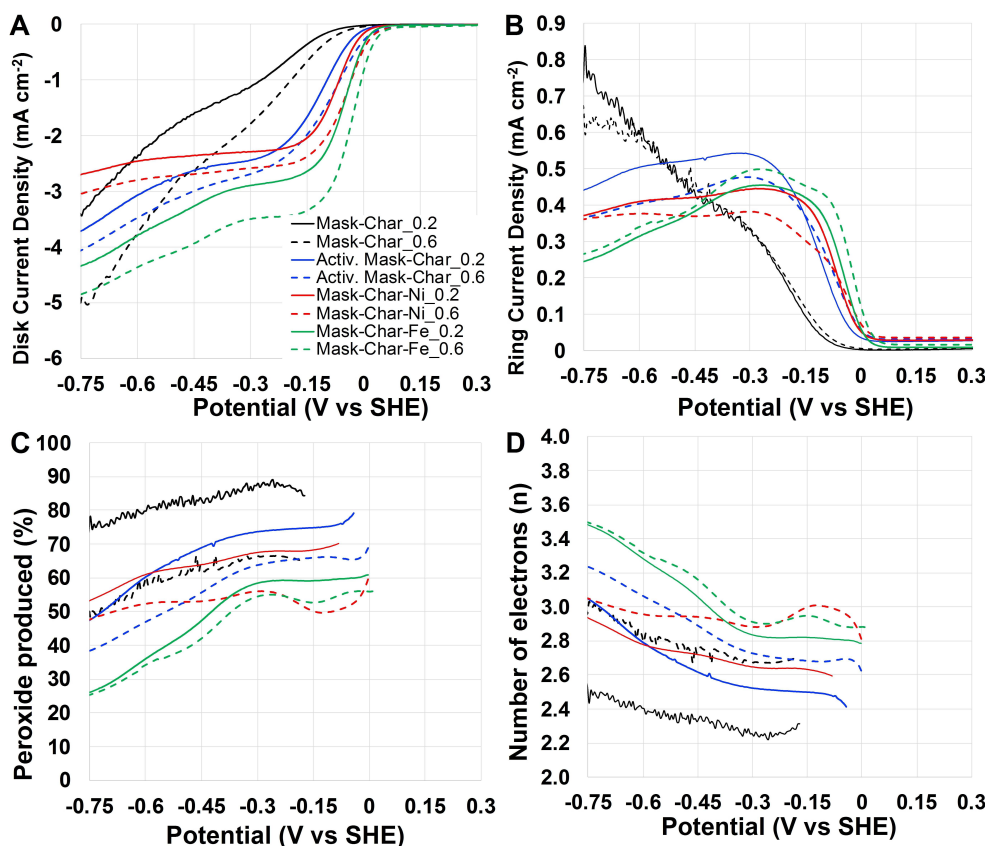 A
Disk Current Density (mA cm-2)
0
-1
-2
-3
-4
-5
-6
Mask-Char_0.2
Mask-Char_0.6
Activ. Mask-Char_0.2
Activ. Mask-Char_0.6
Mask-Char-Ni_0.2
Mask-Char-Ni_0.6
Mask-Char-Fe_0.2
Mask-Char-Fe_0.6
-0.75 -0.6 -0.45 -0.3 -0.15 0 0.15 0.3
Potential (V vs SHE)
B
Ring Current Density (mA cm-2)
0.9
0.8
0.7
0.6
0.5
0.4
0.3
0.2
0.1
0
-0.75 -0.6 -0.45 -0.3 -0.15 0 0.15 0.3
Potential (V vs SHE)
C
Peroxide produced (%)
100
90
80
70
60
50
40
30
20
10
0
-0.75 -0.6 -0.45 -0.3 -0.15 0 0.15 0.3
Potential (V vs SHE)
D
Number of electrons (n)
4.0
3.8
3.6
3.4
3.2
3.0
2.8
2.6
2.4
2.2
2.0
-0.75 -0.6 -0.45 -0.3 -0.15 0 0.15 0.3
Potential (V vs SHE)